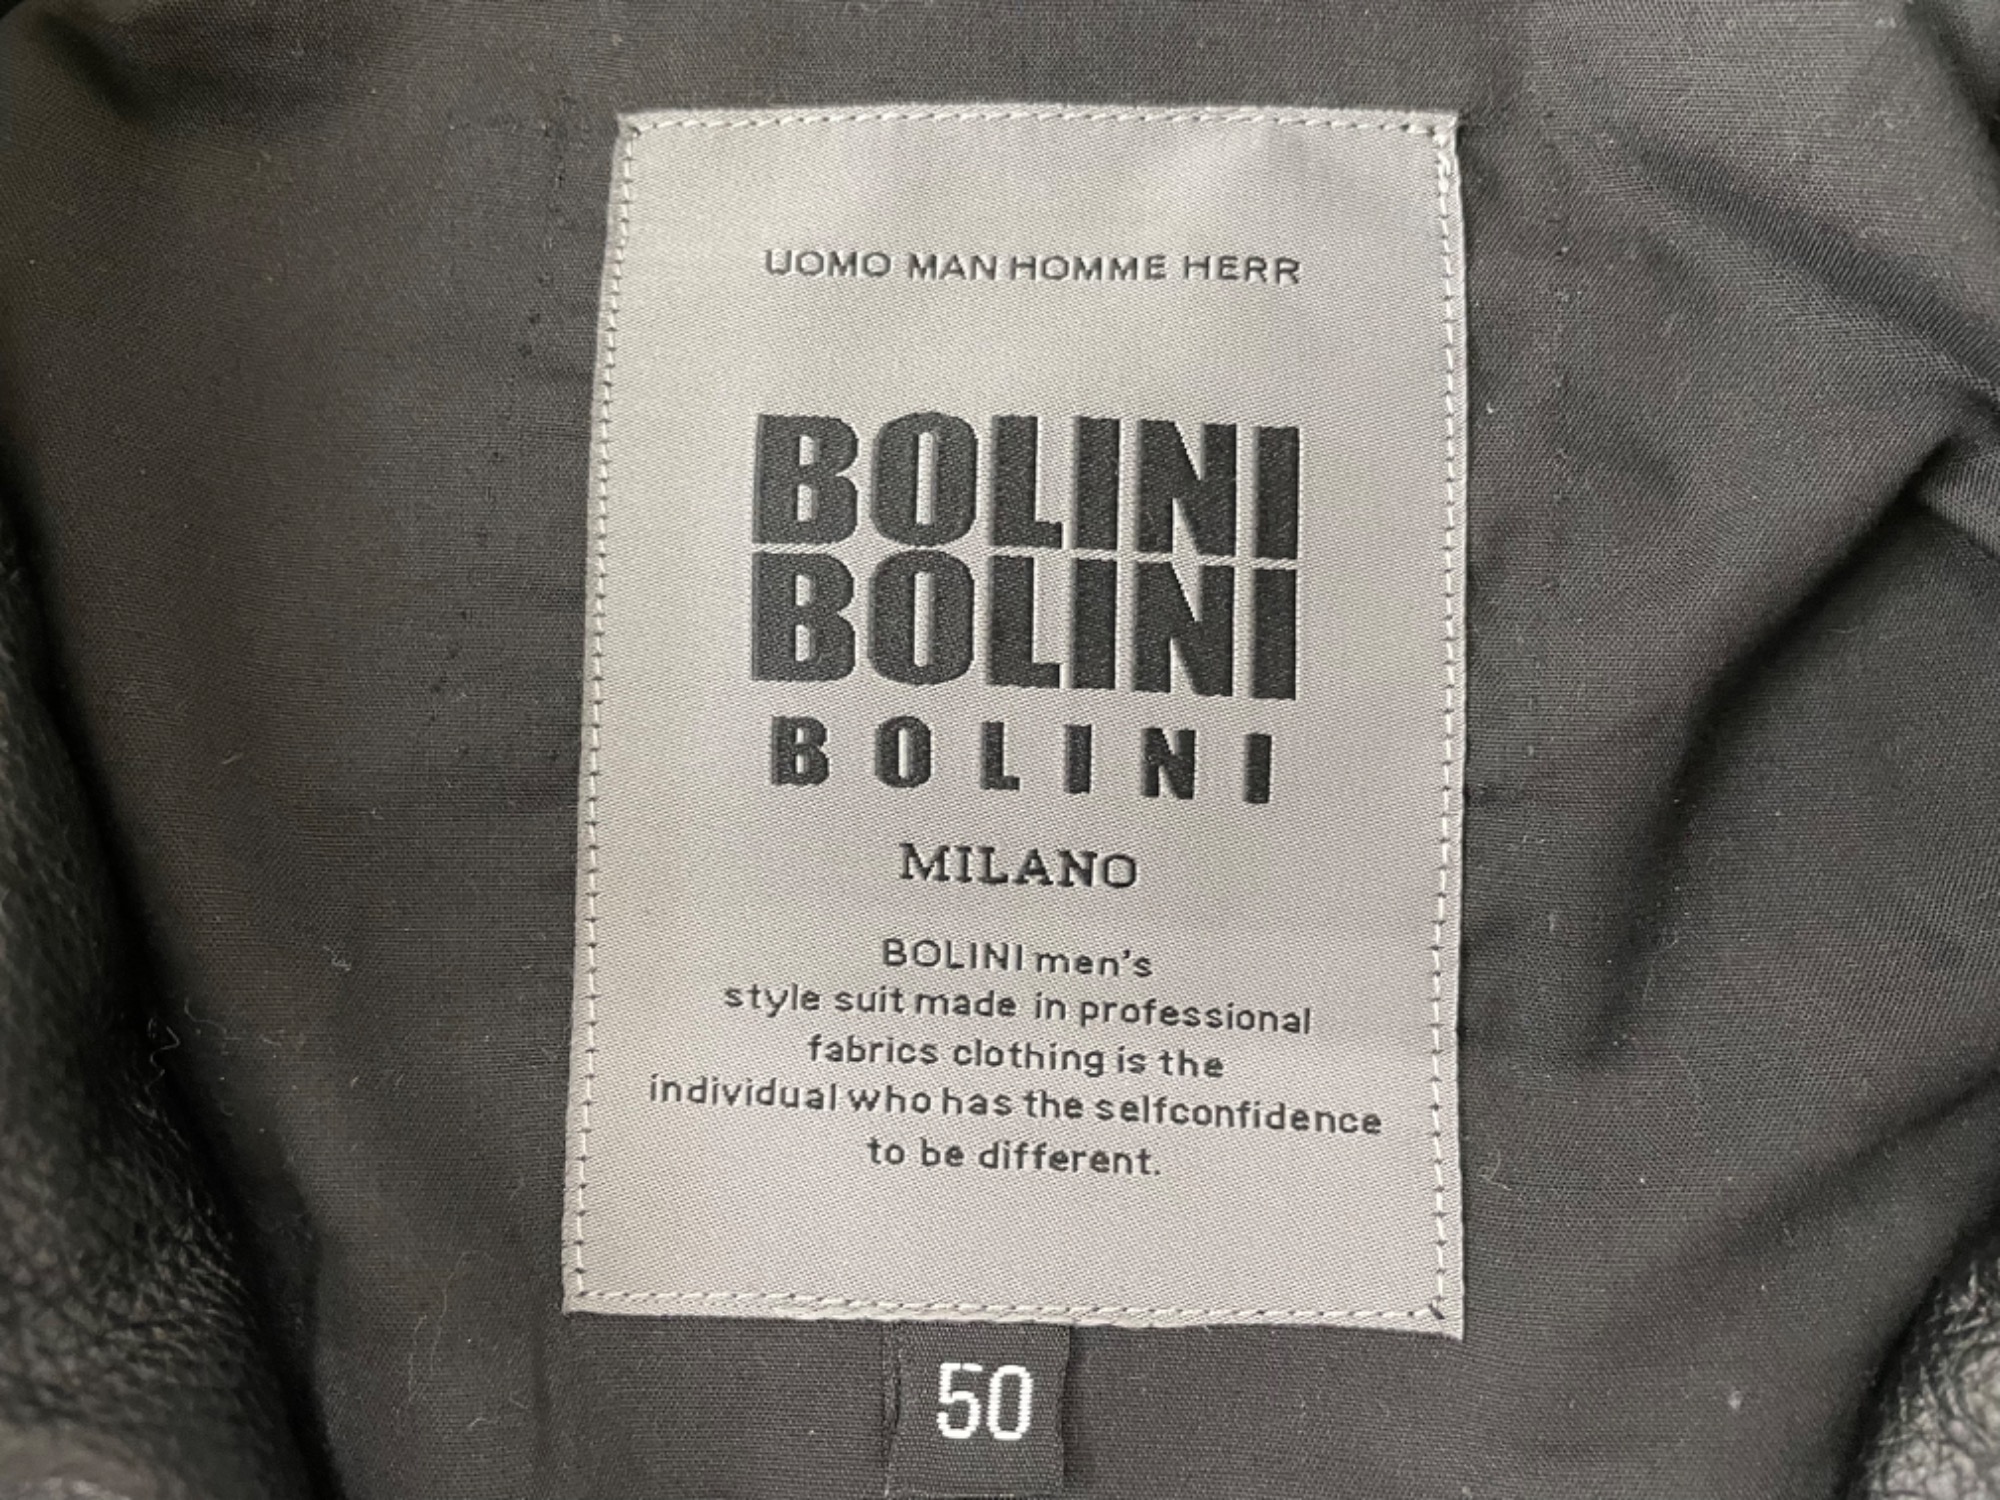 UOMO MAN HOMME HERR
BOLINI
BOLINI
BOLINI
MILANO
BOLINI men's
style suit made in professional
fabrics clothing is the
individual who has the selfconfidence
to be different.
50